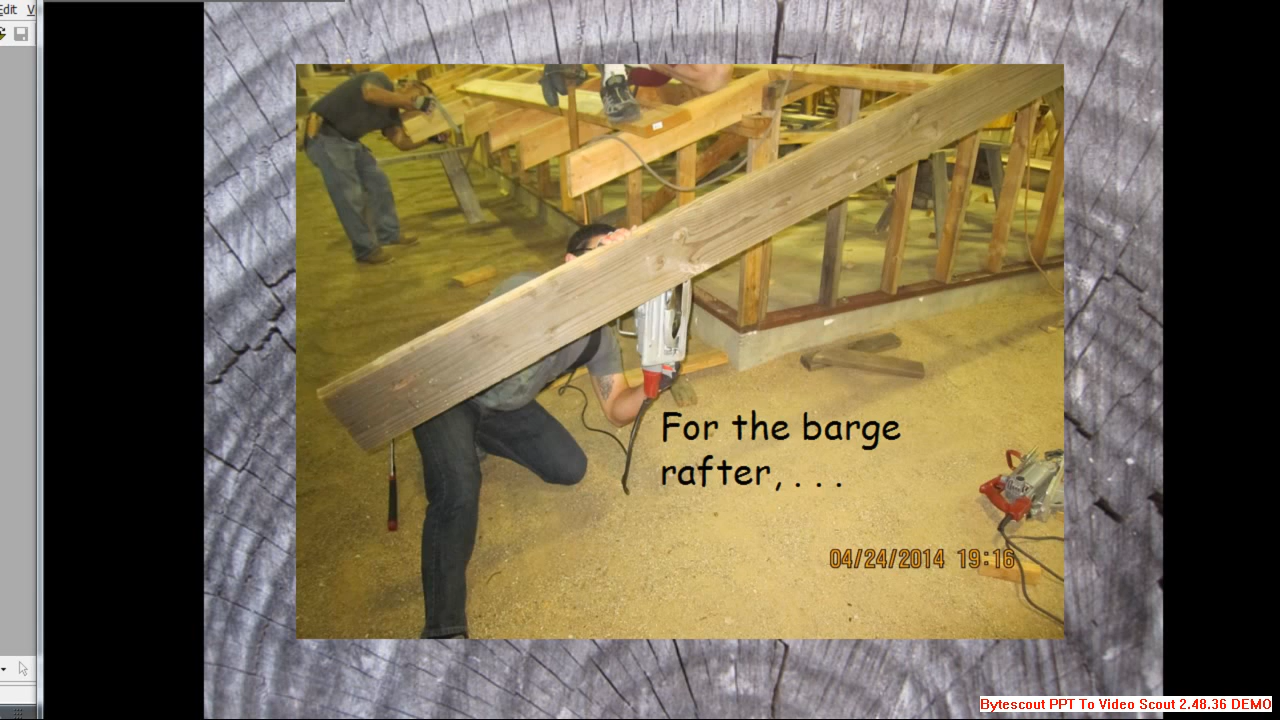 Edit V
For the barge
rafter, . . .
04/24/2014 19:16
Bytescout PPT To Video Scout 2.48.36 DEMO